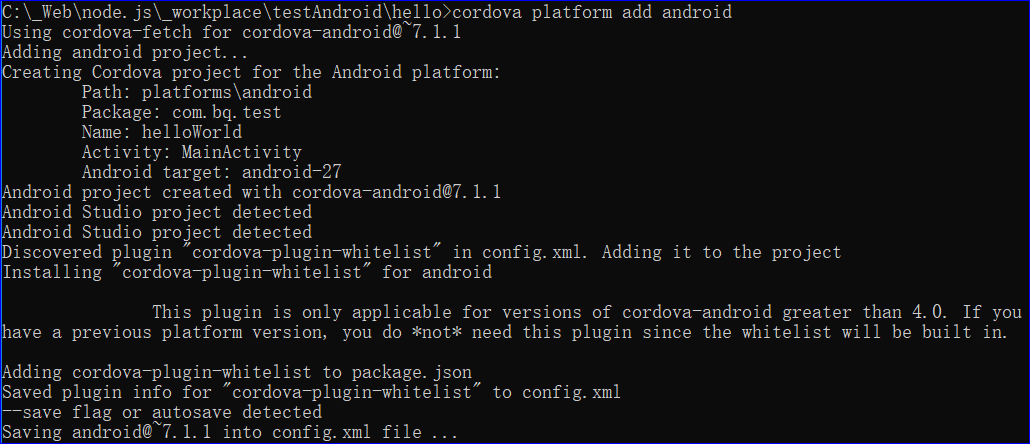 C:\_Web\node.js\_workplace\testAndroid\hello>cordova platform add android
Using cordova-fetch for cordova-android@~7.1.1
Adding android project...
Creating Cordova project for the Android platform:
Path: platforms\android
Package: com.bq.test
Name: helloWorld
Activity: MainActivity
Android target: android-27
Android project created with cordova-android@7.1.1
Android Studio project detected
Android Studio project detected
Discovered plugin "cordova-plugin-whitelist" in config.xml. Adding it to the project
Installing "cordova-plugin-whitelist" for android
This plugin is only applicable for versions of cordova-android greater than 4.0. If you
have a previous platform version, you do *not* need this plugin since the whitelist will be built in.
Adding cordova-plugin-whitelist to package.json
Saved plugin info for "cordova-plugin-whitelist" to config.xml
--save flag or autosave detected
Saving android@~7.1.1 into config.xml file ...